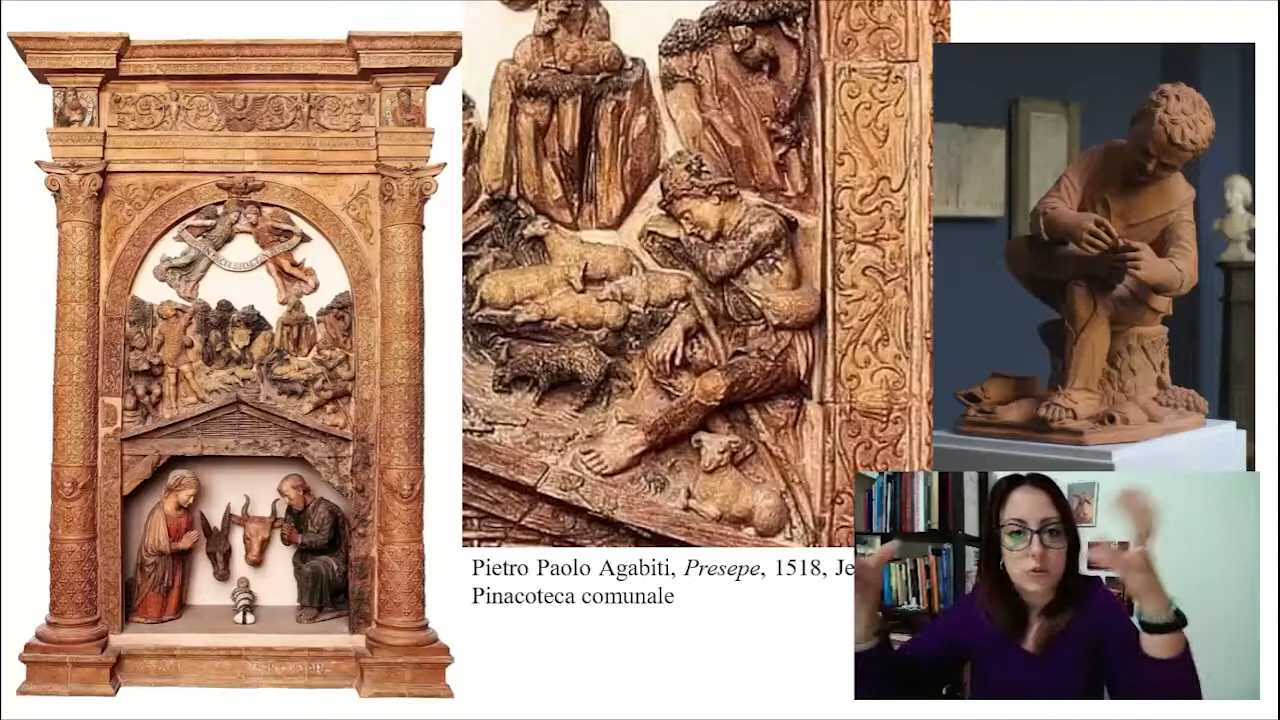 Pietro Paolo Agabiti, Presepe, 1518, Je
Pinacoteca comunale